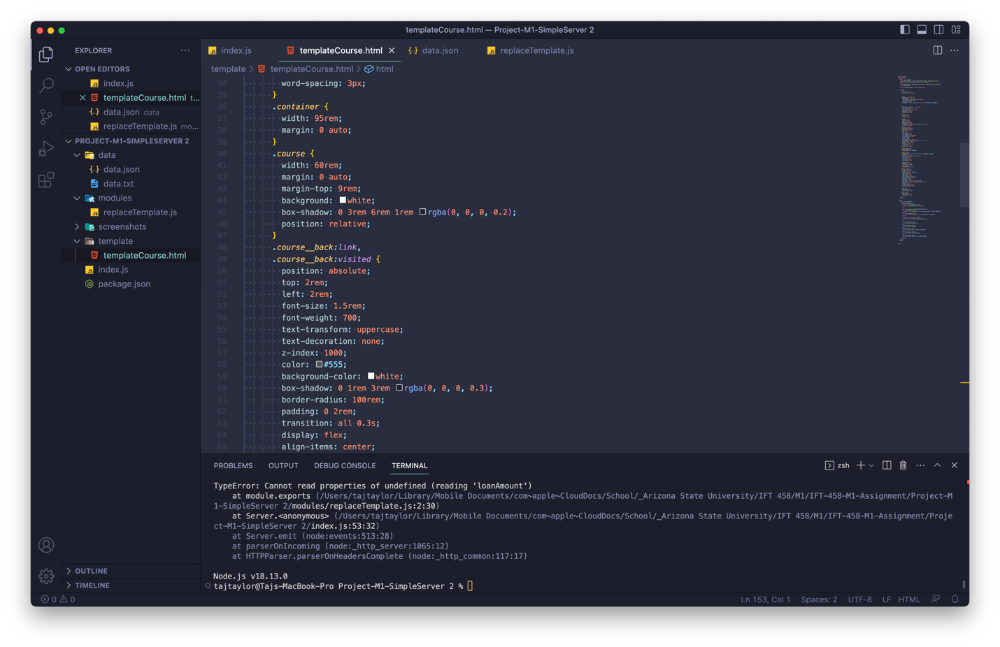 templateCourse.html — Project-M1-SimpleServer 2
EXPLORER
OPEN EDITORS
index.js
templateCourse.html t...
data.json data
replaceTemplate.js mo...
PROJECT-M1-SIMPLESERVER 2
data
data.json
data.txt
modules
replaceTemplate.js
screenshots
template
templateCourse.html
index.js
package.json
OUTLINE
TIMELINE
index.js
templateCourse.html
data.json
replaceTemplate.js
template > templateCourse.html > html
34 word-spacing: 3px;
35 }
36 .container {
37 width: 95rem;
38 margin: 0 auto;
39 }
40 .course {
41 width: 60rem;
42 margin: 0 auto;
43 margin-top: 9rem;
44 background: white;
45 box-shadow: 0 3rem 6rem 1rem rgba(0, 0, 0, 0.2);
46 position: relative;
47 }
48 .course__back:link,
49 .course__back:visited {
50 position: absolute;
51 top: 2rem;
52 left: 2rem;
53 font-size: 1.5rem;
54 font-weight: 700;
55 text-transform: uppercase;
56 text-decoration: none;
57 z-index: 1000;
58 color: #555;
59 background-color: white;
60 box-shadow: 0 1rem 3rem rgba(0, 0, 0, 0.3);
61 border-radius: 100rem;
62 padding: 0 2rem;
63 transition: all 0.3s;
64 display: flex;
65 align-items: center;
PROBLEMS OUTPUT DEBUG CONSOLE TERMINAL
zsh
TypeError: Cannot read properties of undefined (reading 'loanAmount')
at module.exports (/Users/tajtaylor/Library/Mobile Documents/com~apple~CloudDocs/School/_Arizona State University/IFT 458/M1/IFT-458-M1-Assignment/Project-M
1-SimpleServer 2/modules/replaceTemplate.js:2:30)
at Server.<anonymous> (/Users/tajtaylor/Library/Mobile Documents/com~apple~CloudDocs/School/_Arizona State University/IFT 458/M1/IFT-458-M1-Assignment/Proje
ct-M1-SimpleServer 2/index.js:53:32)
at Server.emit (node:events:513:28)
at parserOnIncoming (node:_http_server:1065:12)
at HTTPParser.parserOnHeadersComplete (node:_http_common:117:17)
Node.js v18.13.0
tajtaylor@Tajs-MacBook-Pro Project-M1-SimpleServer 2 %
0 0
Ln 153, Col 1 Spaces: 2 UTF-8 LF HTML